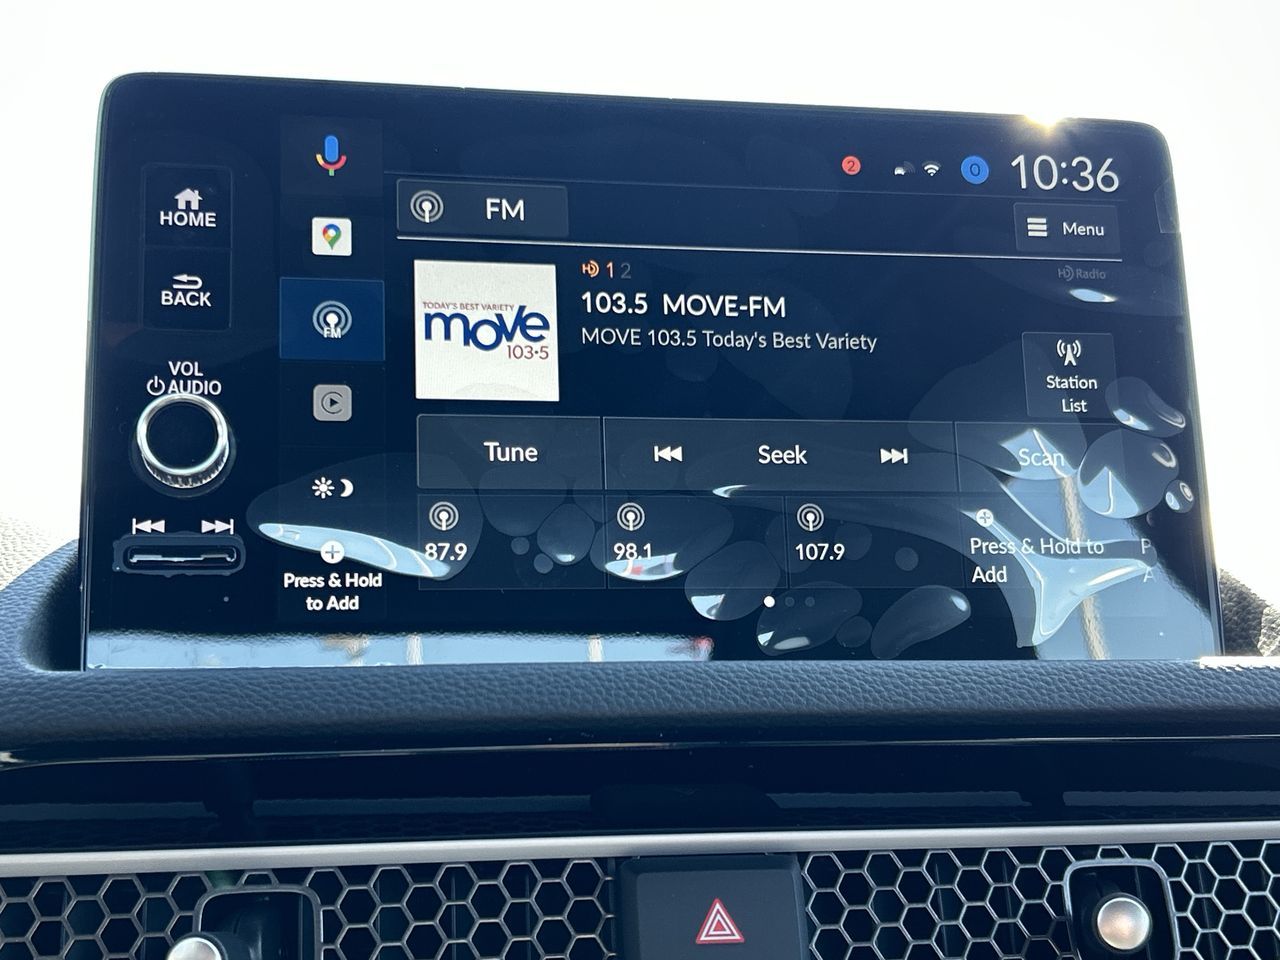 HOME
BACK
VOL
AUDIO
2
0
10:36
FM
Menu
FM
TODAY'S BEST VARIETY
move
103•5
HD 1 2
103.5 MOVE-FM
MOVE 103.5 Today's Best Variety
HD Radio
Station
List
Tune
Seek
Scan
87.9
98.1
107.9
Press & Hold to
Add
P
A
Press & Hold
to Add